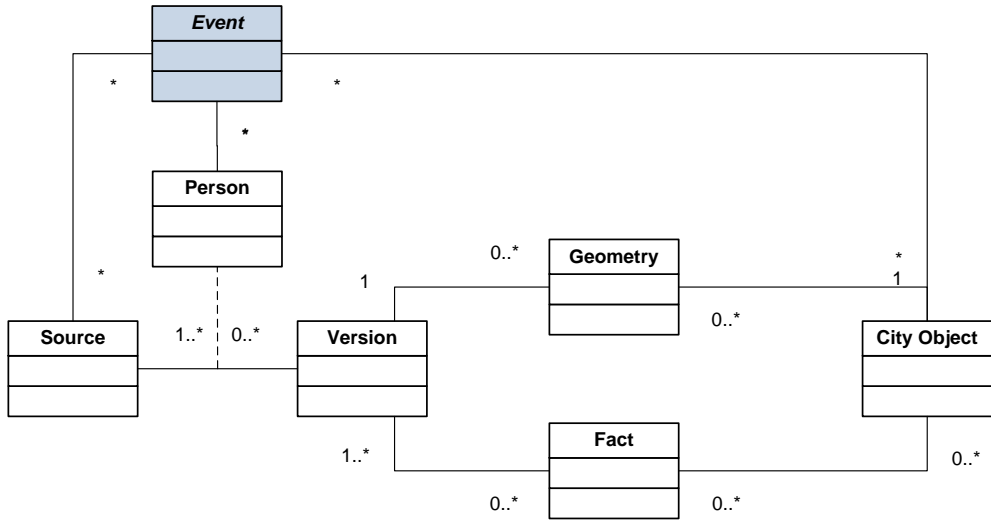 Event
*
*
*
Person
0..*
Geometry
*
*
1
1
0..*
Source
1..*
0..*
Version
City Object
Fact
1..*
0..*
0..*
0..*